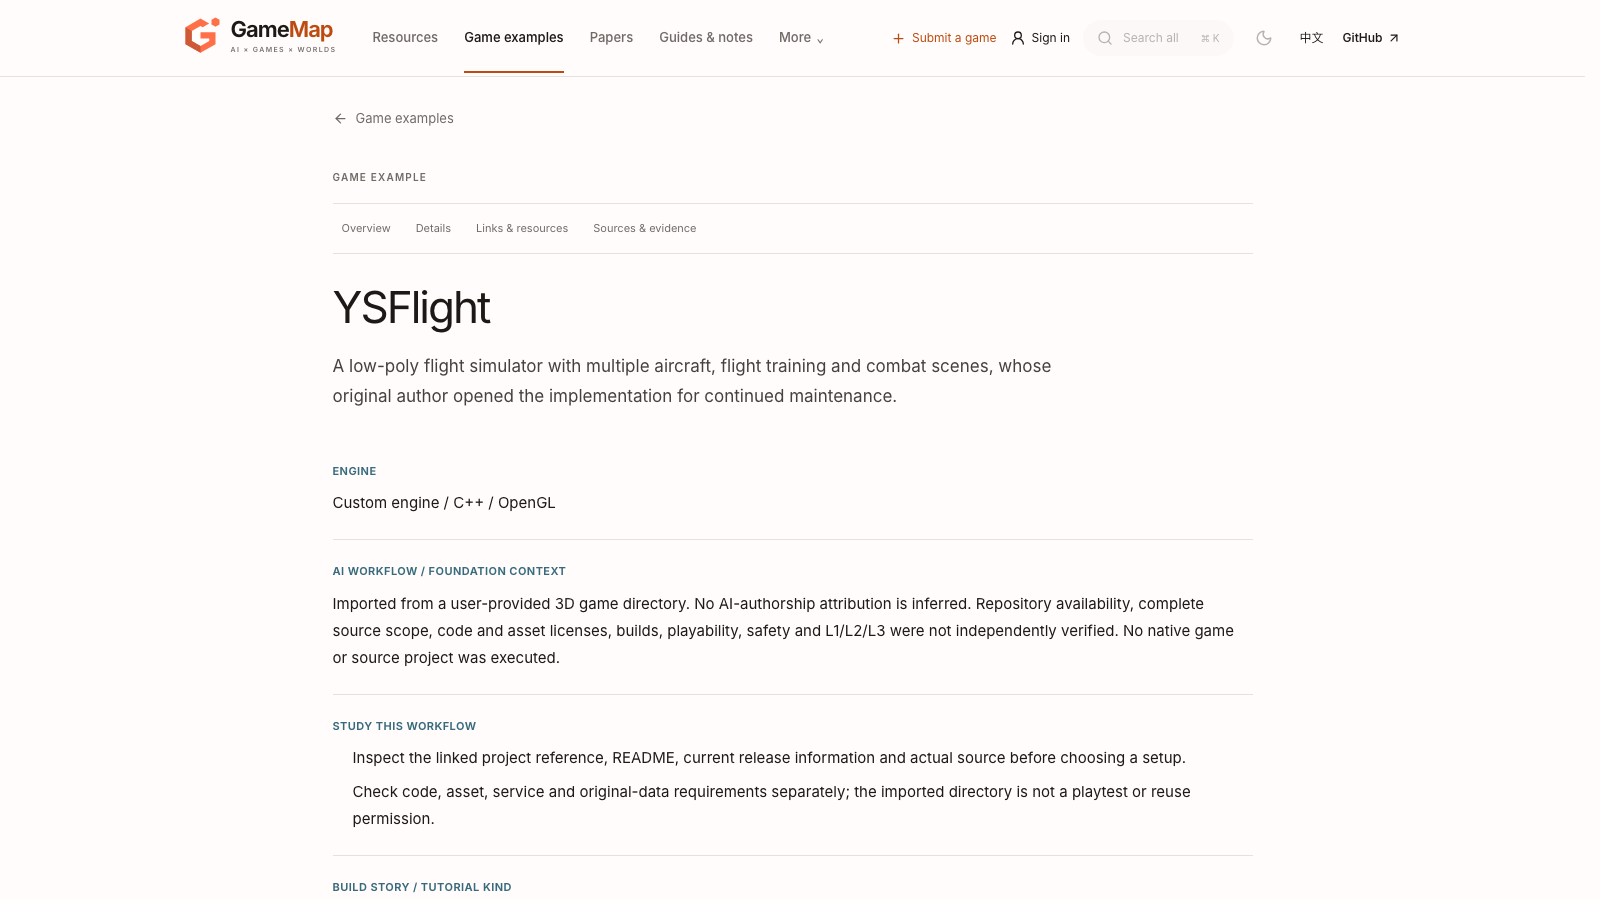 GameMap
AI × GAMES × WORLDS
Resources
Game examples
Papers
Guides & notes
More
Submit a game
Sign in
Search all
⌘ K
中文
GitHub
Game examples
GAME EXAMPLE
Overview
Details
Links & resources
Sources & evidence
YSFlight
A low-poly flight simulator with multiple aircraft, flight training and combat scenes, whose
original author opened the implementation for continued maintenance.
ENGINE
Custom engine / C++ / OpenGL
AI WORKFLOW / FOUNDATION CONTEXT
Imported from a user-provided 3D game directory. No AI-authorship attribution is inferred. Repository availability, complete
source scope, code and asset licenses, builds, playability, safety and L1/L2/L3 were not independently verified. No native game
or source project was executed.
STUDY THIS WORKFLOW
Inspect the linked project reference, README, current release information and actual source before choosing a setup.
Check code, asset, service and original-data requirements separately; the imported directory is not a playtest or reuse
permission.
BUILD STORY / TUTORIAL KIND